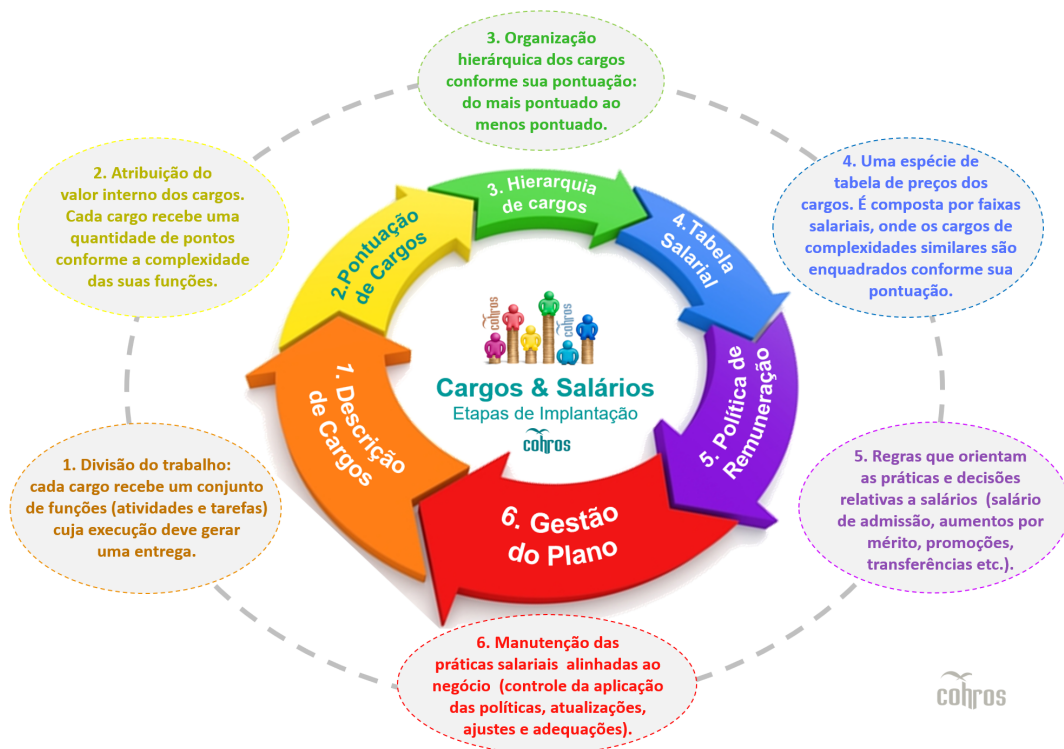 3. Organização
hierárquica dos cargos
conforme sua pontuação:
do mais pontuado ao
menos pontuado.
2. Atribuição do
valor interno dos cargos.
Cada cargo recebe uma
quantidade de pontos
conforme a complexidade
das suas funções.
4. Uma espécie de
tabela de preços dos
cargos. É composta por faixas
salariais, onde os cargos de
complexidades similares são
enquadrados conforme sua
pontuação.
3. Hierarquia
de cargos
2.Pontuação
de Cargos
4.Tabela
Salarial
cohros
cohros
Cargos & Salários
Etapas de Implantação
cohros
1. Descrição
de Cargos
5. Política de
Remuneração
6. Gestão
do Plano
1. Divisão do trabalho:
cada cargo recebe um conjunto
de funções (atividades e tarefas)
cuja execução deve gerar
uma entrega.
5. Regras que orientam
as práticas e decisões
relativas a salários (salário
de admissão, aumentos por
mérito, promoções,
transferências etc.).
6. Manutenção das
práticas salariais alinhadas ao
negócio (controle da aplicação
das políticas, atualizações,
ajustes e adequações).
cohros